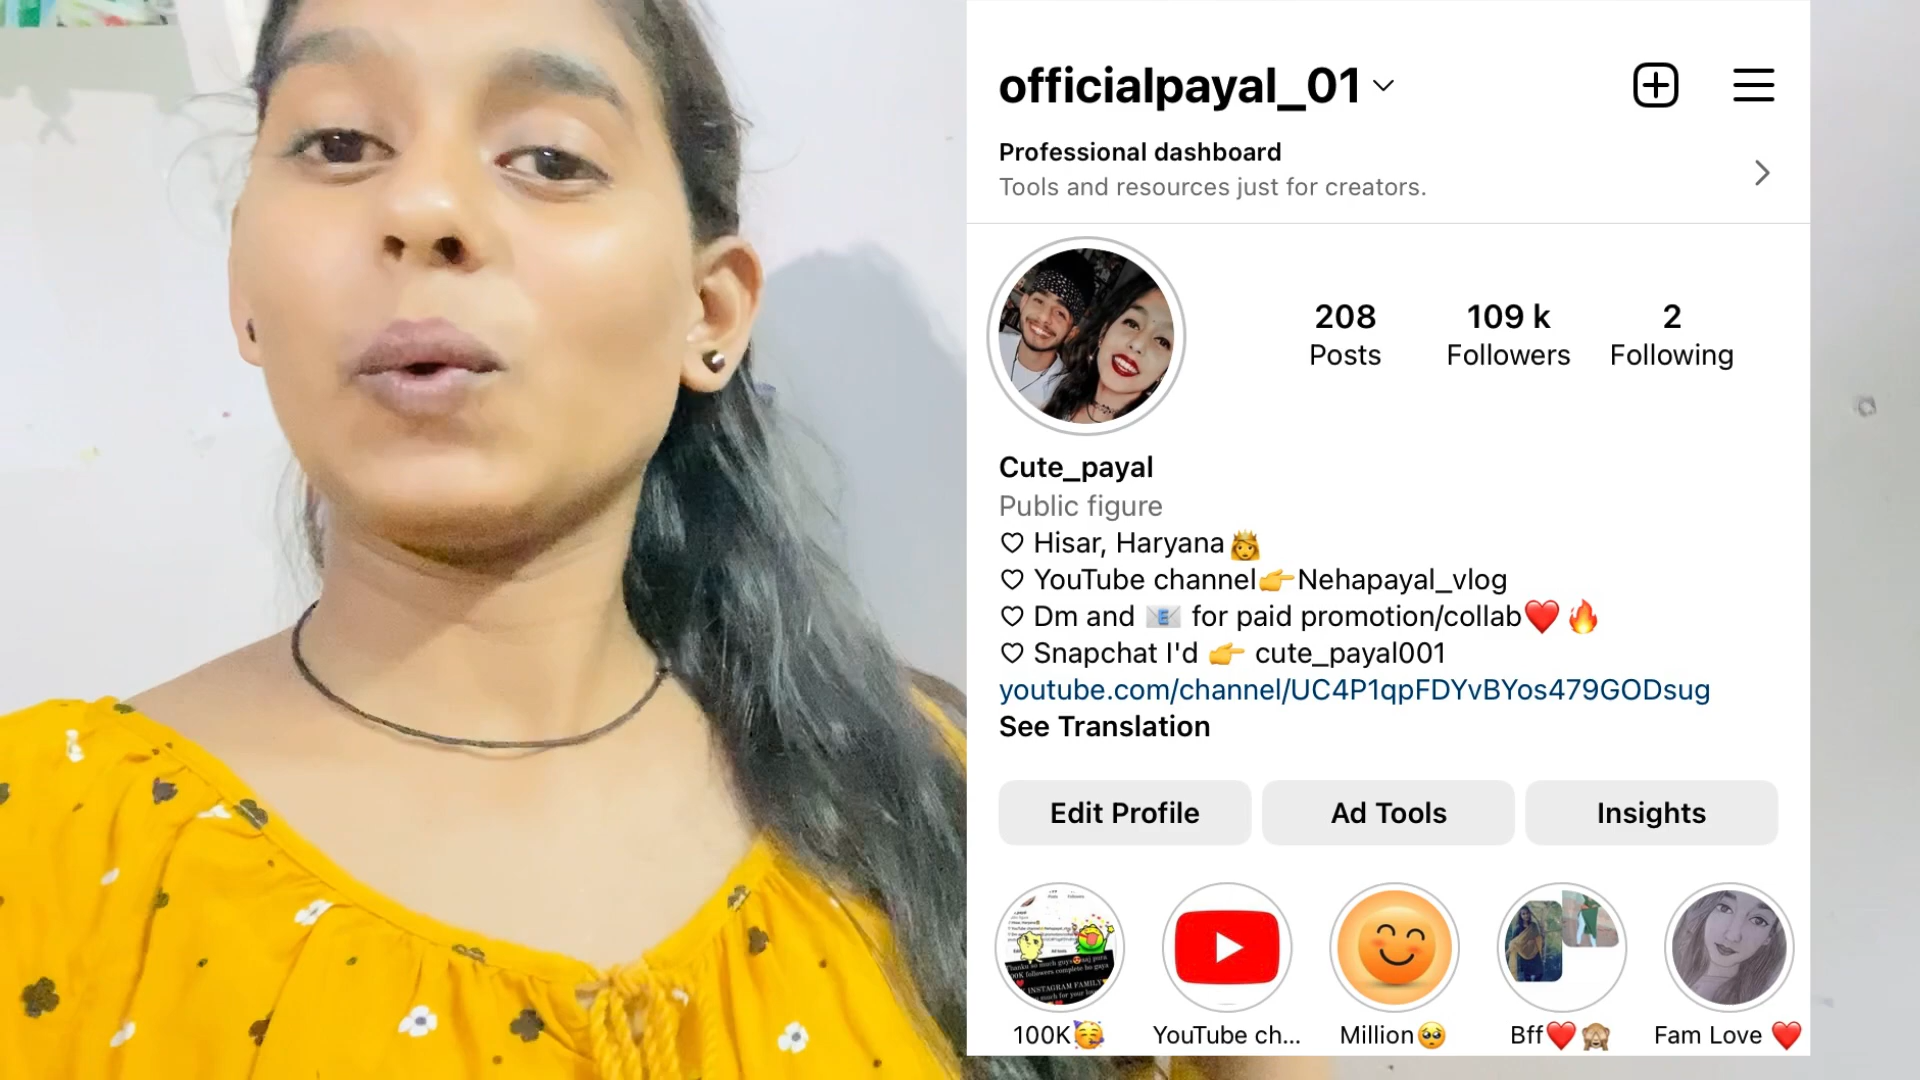 officialpayal_01
Professional dashboard
Tools and resources just for creators.
208 109 k 2
Posts Followers Following
Cute_payal
Public figure
♡ Hisar, Haryana👸
♡ YouTube channel👉Nehapayal_vlog
♡ Dm and 📧 for paid promotion/collab❤️🔥
♡ Snapchat I'd 👉 cute_payal001
youtube.com/channel/UC4P1qpFDYvBYos479GODsug
See Translation
Edit Profile Ad Tools Insights
100K🥳 YouTube ch... Million🥺 Bff❤️🙈 Fam Love ❤️